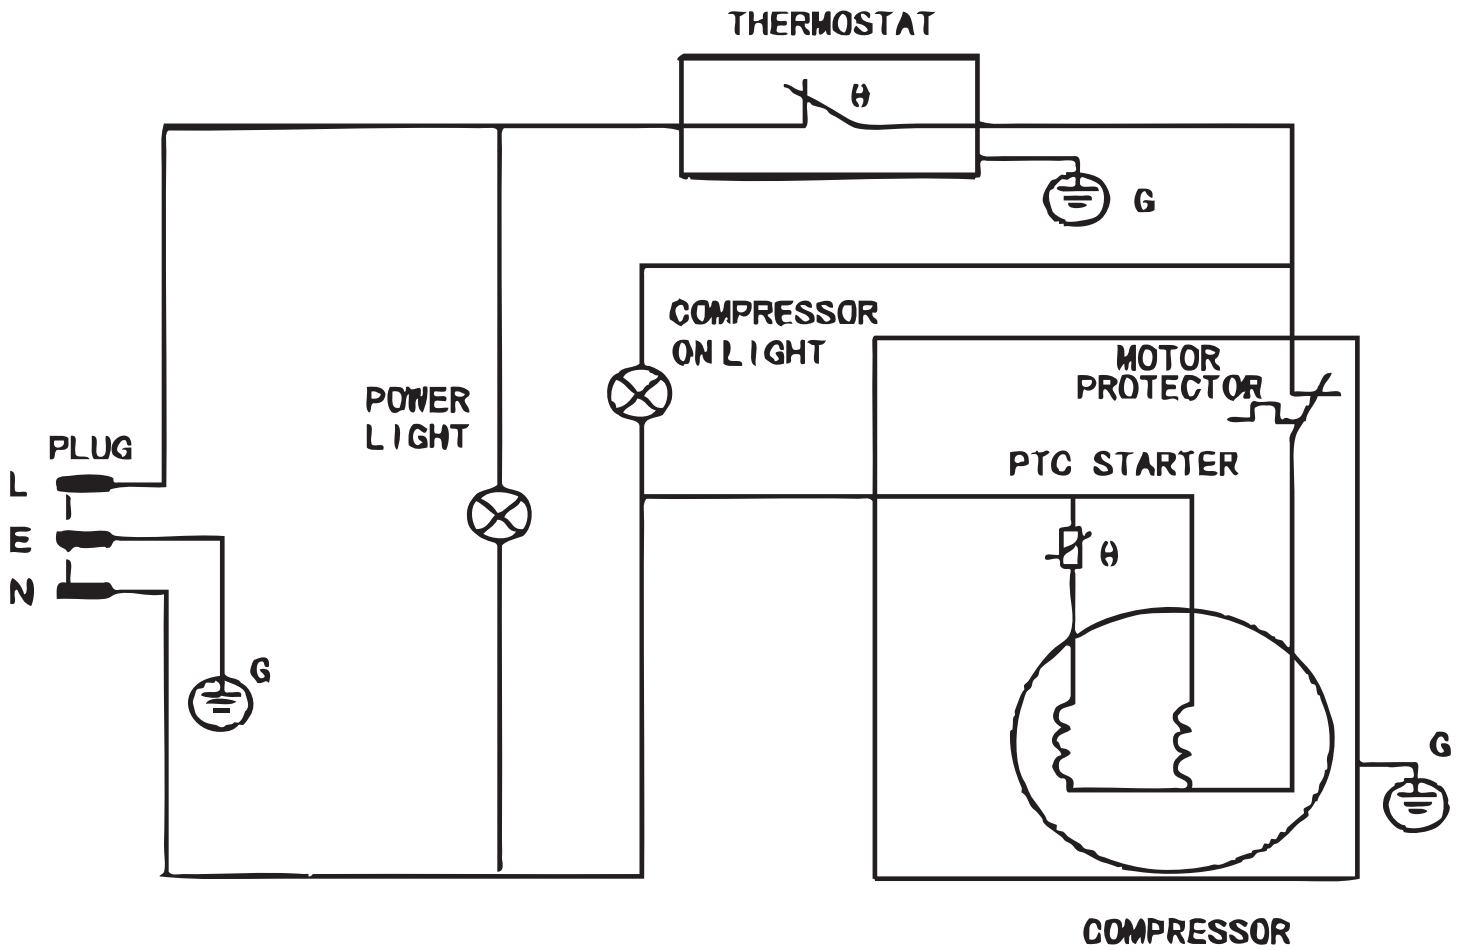 THERMOSTAT
θ
G
COMPRESSOR
ON LIGHT
MOTOR
PROTECTOR
POWER
LIGHT
PLUG
L
PTC STARTER
E
θ
N
G
G
COMPRESSOR